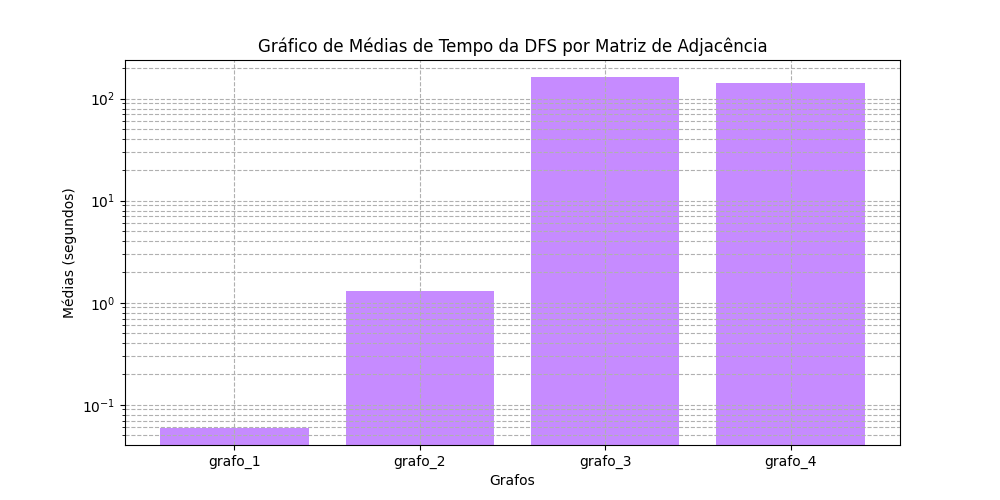 Gráfico de Médias de Tempo da DFS por Matriz de Adjacência
Médias (segundos)
10²
10¹
10⁰
10⁻¹
grafo_1
grafo_2
grafo_3
grafo_4
Grafos